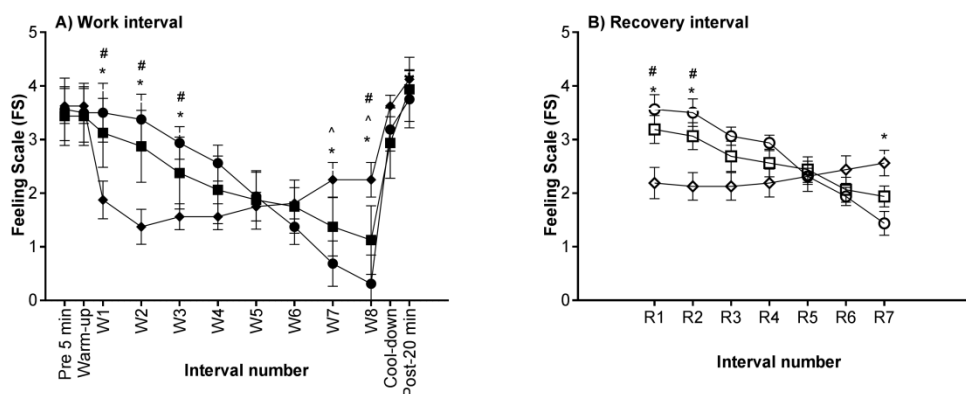 A) Work interval
Feeling Scale (FS)
5
4
3
2
1
0
#
*
#
*
#
*
^
*
#
^
*
Pre 5 min
Warm-up
W1
W2
W3
W4
W5
W6
W7
W8
Cool-down
Post-20 min
Interval number
B) Recovery interval
Feeling Scale (FS)
5
4
3
2
1
0
#
*
#
*
*
R1
R2
R3
R4
R5
R6
R7
Interval number